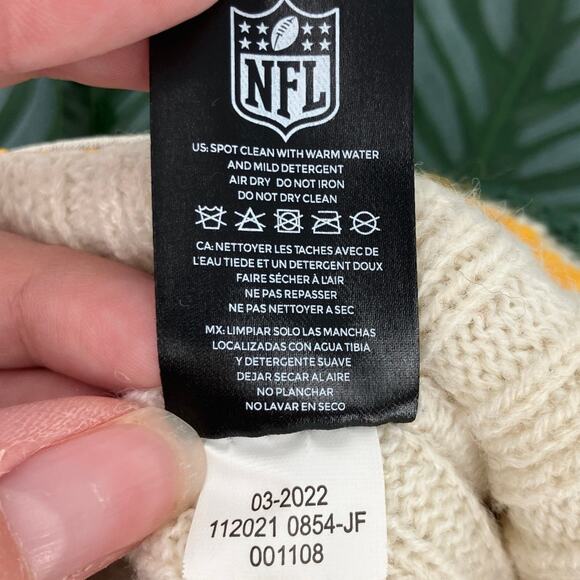 NFL
US: SPOT CLEAN WITH WARM WATER
AND MILD DETERGENT
AIR DRY DO NOT IRON
DO NOT DRY CLEAN
CA: NETTOYER LES TACHES AVEC DE
L'EAU TIEDE ET UN DETERGENT DOUX
FAIRE SÉCHER À L'AIR
NE PAS REPASSER
NE PAS NETTOYER A SEC
MX: LIMPIAR SOLO LAS MANCHAS
LOCALIZADAS CON AGUA TIBIA
Y DETERGENTE SUAVE
DEJAR SECAR AL AIRE
NO PLANCHAR
NO LAVAR EN SECO
03-2022
112021 0854-JF
001108